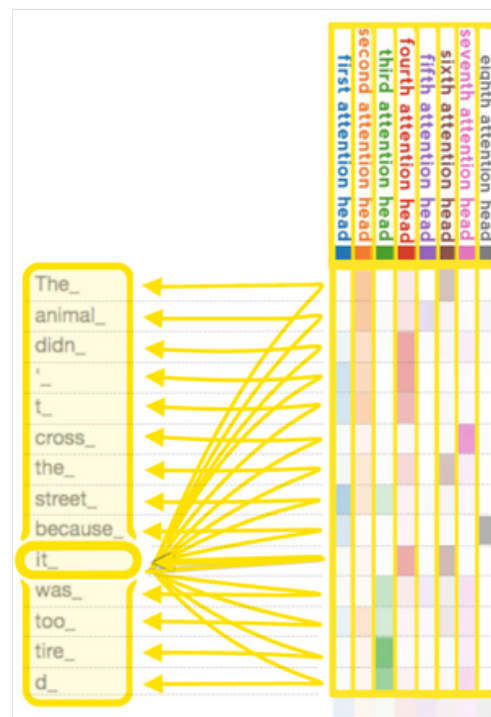 first attention head
second attention head
third attention head
fourth attention head
fifth attention head
sixth attention head
seventh attention head
eighth attention head
The_
animal_
didn_
'_
t_
cross_
the_
street_
because_
it_
was_
too_
tire_
d_